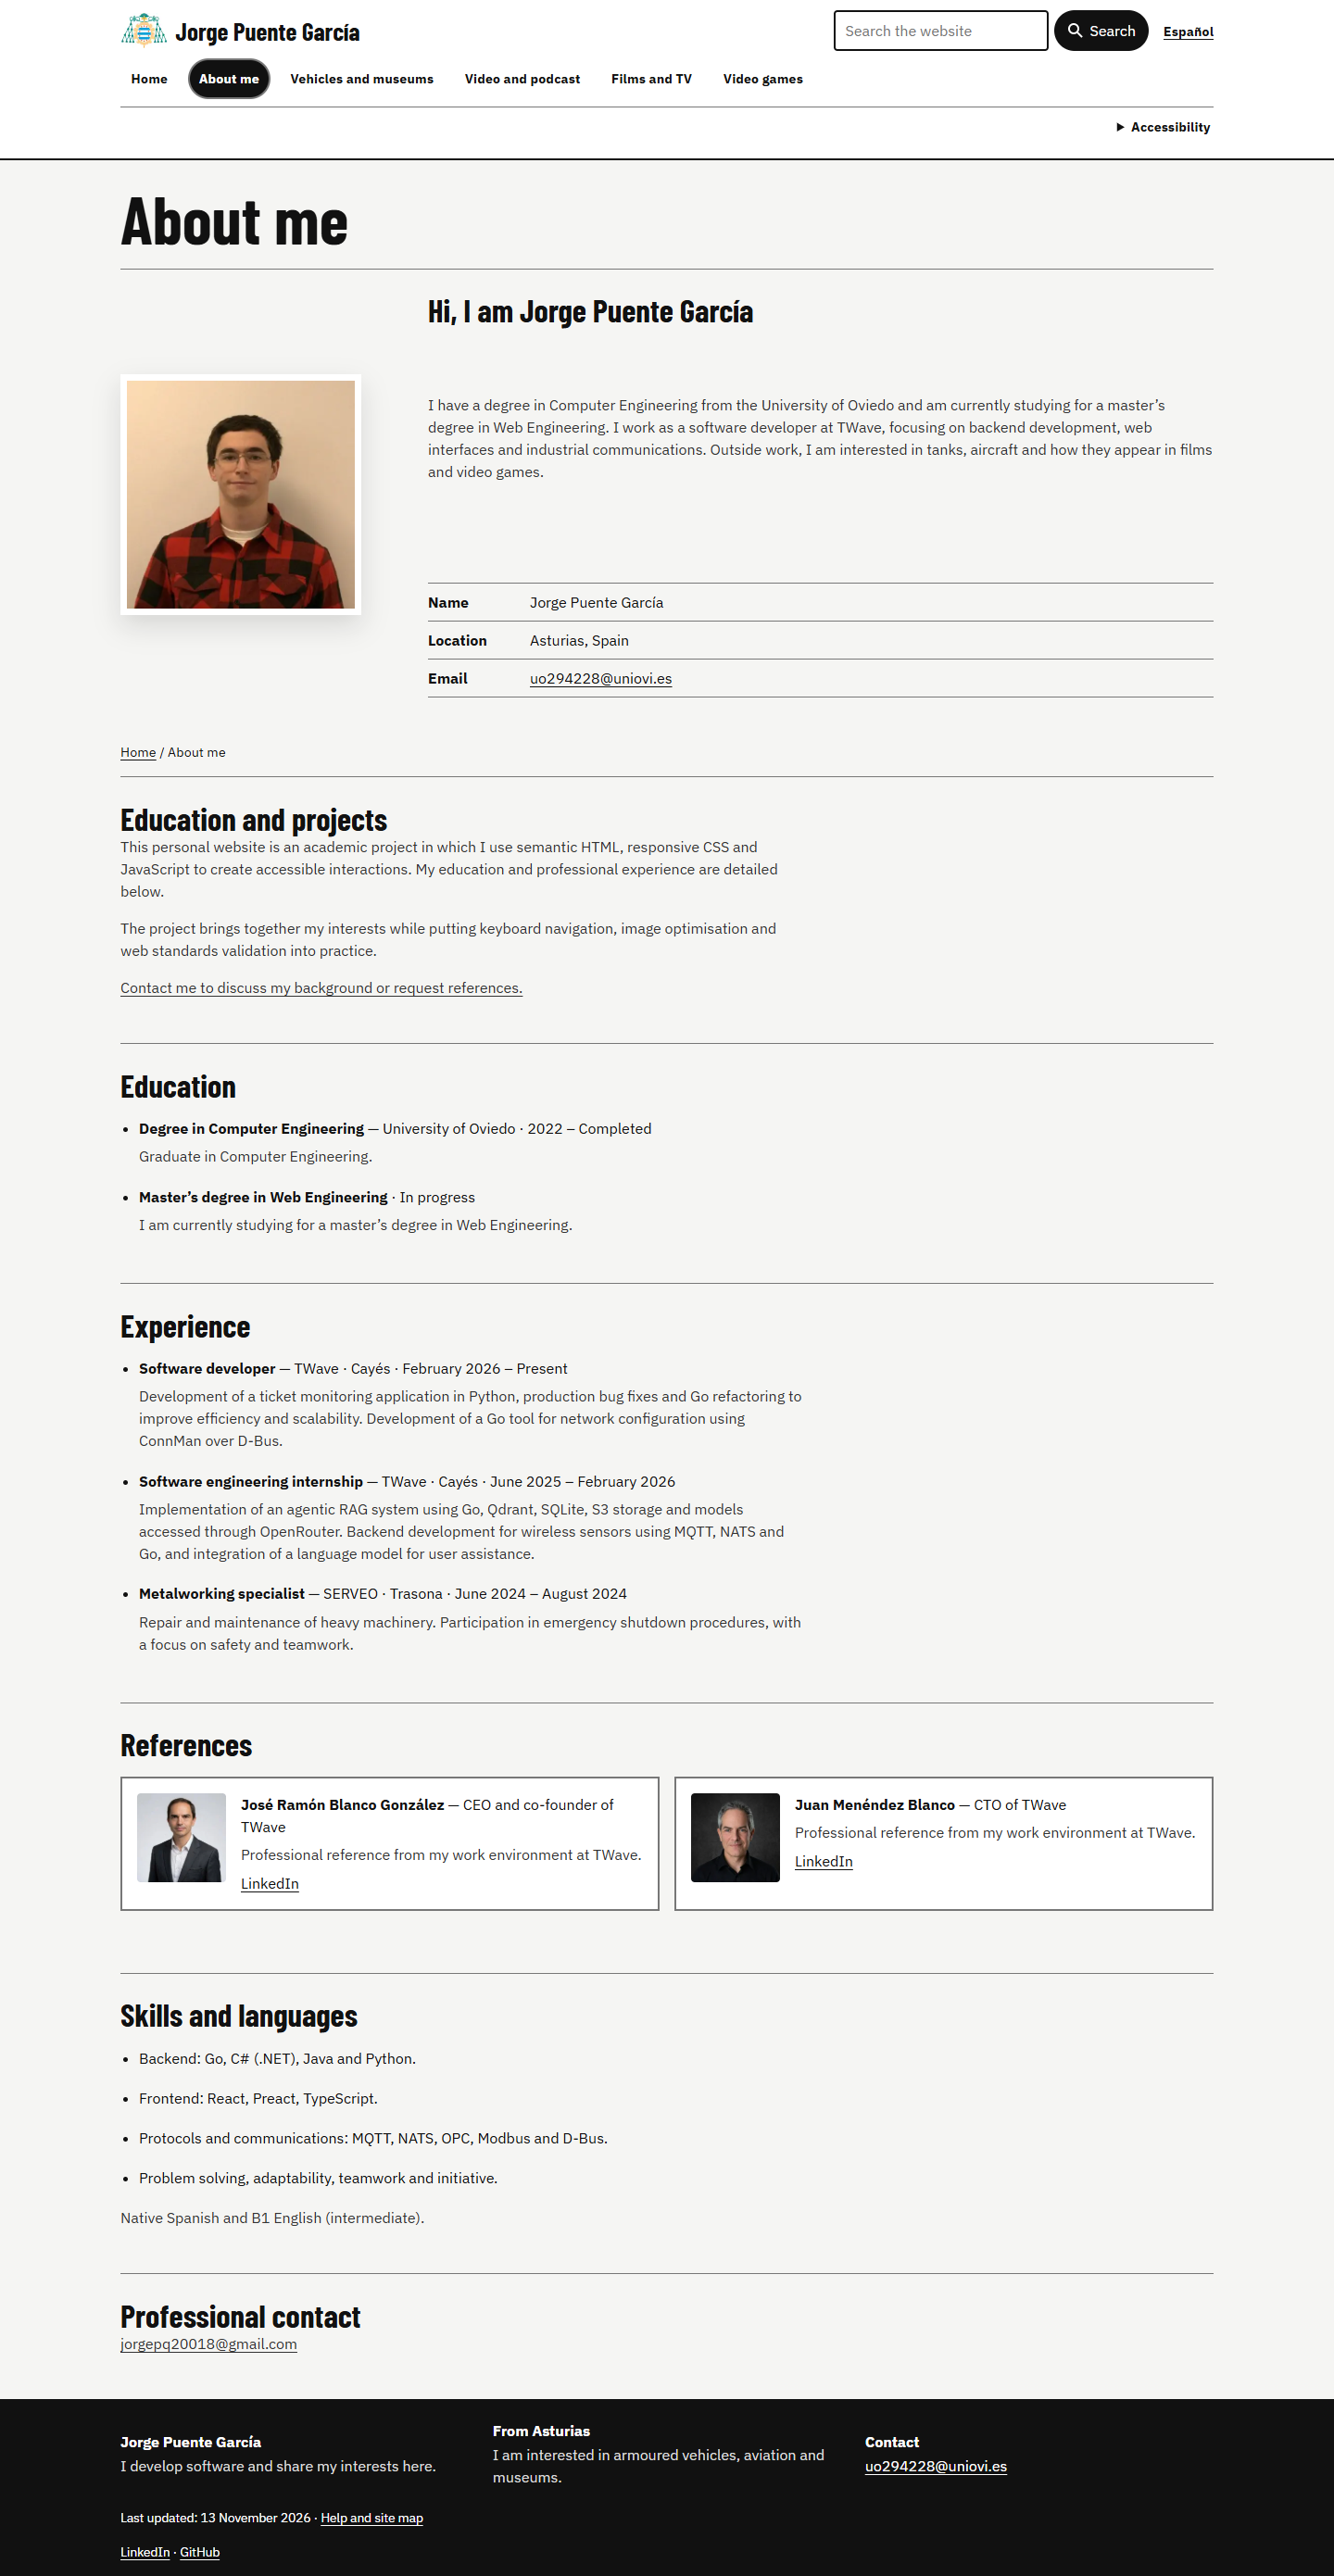 Jorge Puente García
Search the website
Search
Español
Home
About me
Vehicles and museums
Video and podcast
Films and TV
Video games
▶ Accessibility
About me
Hi, I am Jorge Puente García
I have a degree in Computer Engineering from the University of Oviedo and am currently studying for a master’s
degree in Web Engineering. I work as a software developer at TWave, focusing on backend development, web
interfaces and industrial communications. Outside work, I am interested in tanks, aircraft and how they appear in films
and video games.
Name Jorge Puente García
Location Asturias, Spain
Email uo294228@uniovi.es
Home / About me
Education and projects
This personal website is an academic project in which I use semantic HTML, responsive CSS and
JavaScript to create accessible interactions. My education and professional experience are detailed
below.
The project brings together my interests while putting keyboard navigation, image optimisation and
web standards validation into practice.
Contact me to discuss my background or request references.
Education
• Degree in Computer Engineering — University of Oviedo · 2022 – Completed
Graduate in Computer Engineering.
• Master’s degree in Web Engineering · In progress
I am currently studying for a master’s degree in Web Engineering.
Experience
• Software developer — TWave · Cayés · February 2026 – Present
Development of a ticket monitoring application in Python, production bug fixes and Go refactoring to
improve efficiency and scalability. Development of a Go tool for network configuration using
ConnMan over D-Bus.
• Software engineering internship — TWave · Cayés · June 2025 – February 2026
Implementation of an agentic RAG system using Go, Qdrant, SQLite, S3 storage and models
accessed through OpenRouter. Backend development for wireless sensors using MQTT, NATS and
Go, and integration of a language model for user assistance.
• Metalworking specialist — SERVEO · Trasona · June 2024 – August 2024
Repair and maintenance of heavy machinery. Participation in emergency shutdown procedures, with
a focus on safety and teamwork.
References
José Ramón Blanco González — CEO and co-founder of
TWave
Professional reference from my work environment at TWave.
LinkedIn
Juan Menéndez Blanco — CTO of TWave
Professional reference from my work environment at TWave.
LinkedIn
Skills and languages
• Backend: Go, C# (.NET), Java and Python.
• Frontend: React, Preact, TypeScript.
• Protocols and communications: MQTT, NATS, OPC, Modbus and D-Bus.
• Problem solving, adaptability, teamwork and initiative.
Native Spanish and B1 English (intermediate).
Professional contact
jorgepq20018@gmail.com
Jorge Puente García
I develop software and share my interests here.
From Asturias
I am interested in armoured vehicles, aviation and
museums.
Contact
uo294228@uniovi.es
Last updated: 13 November 2026 · Help and site map
LinkedIn · GitHub